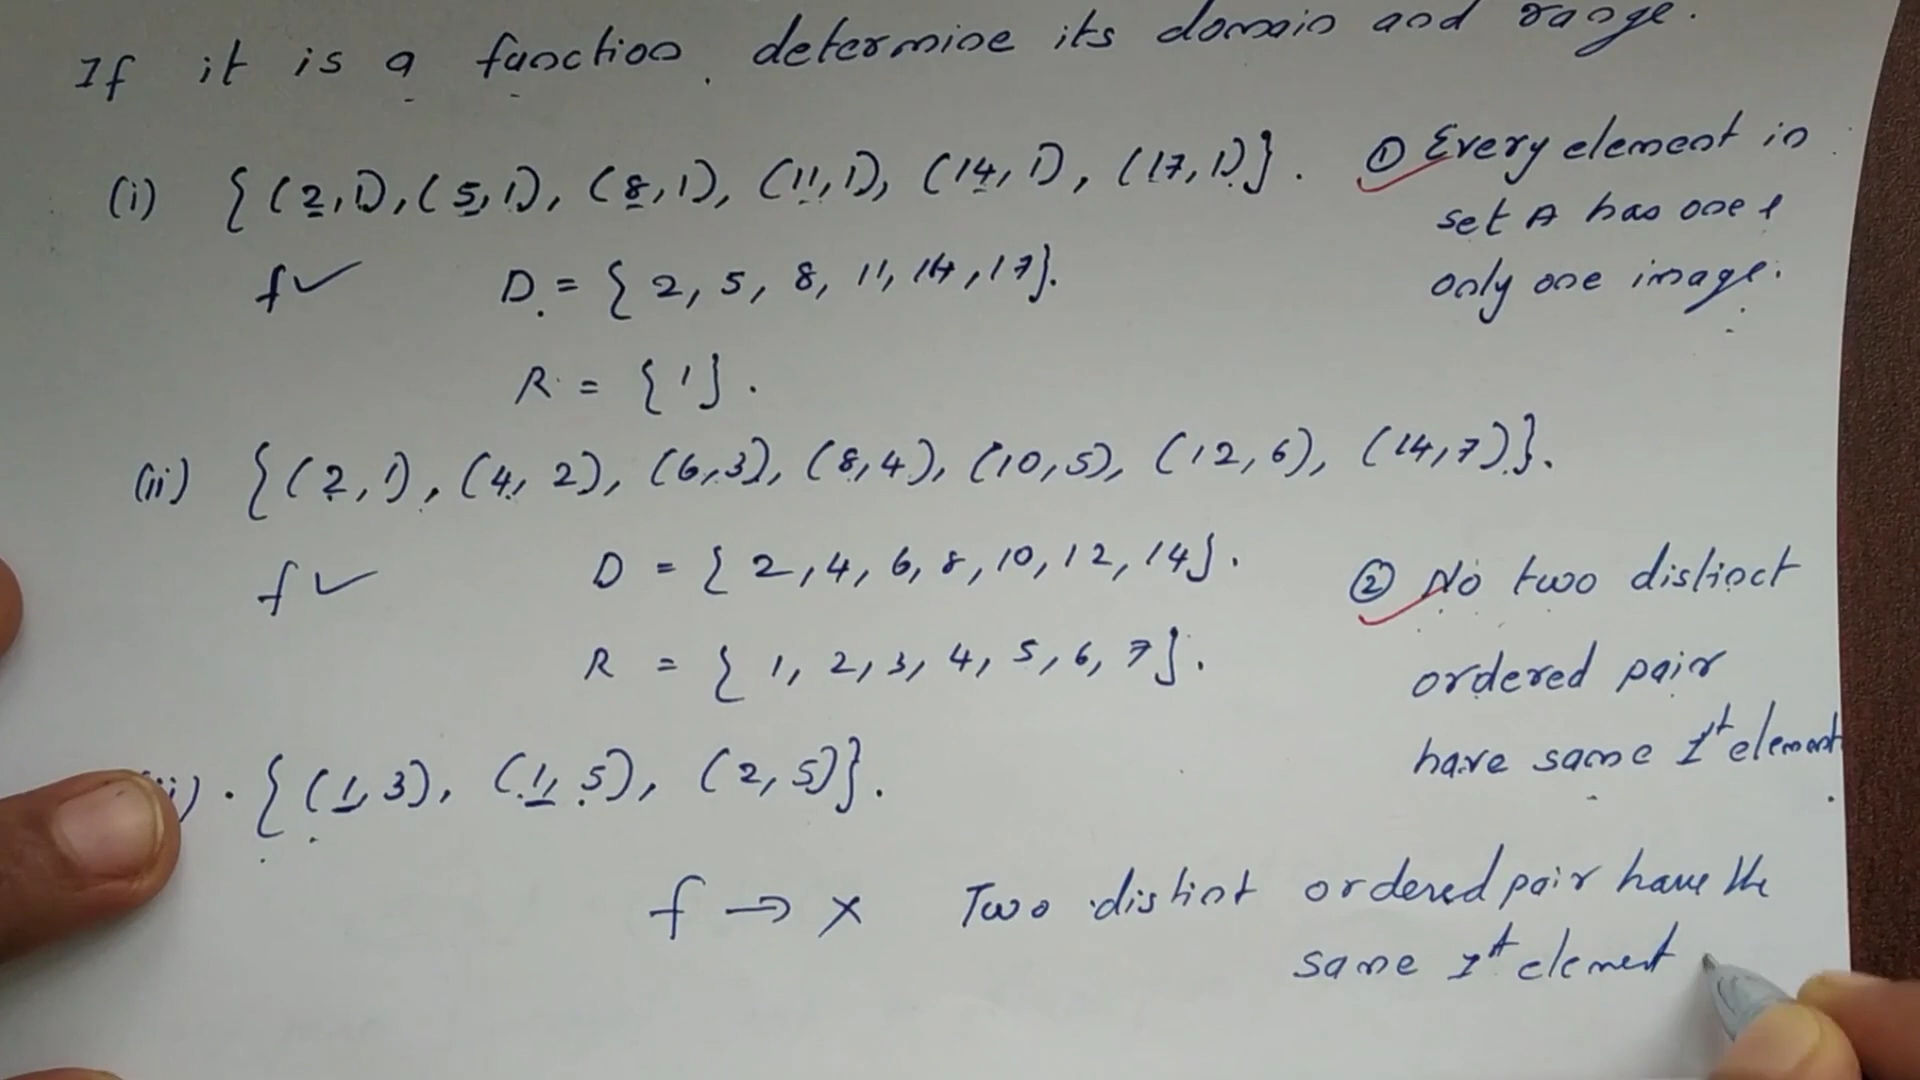 If it is a function, determine its domain and range.
(i) {(2,1), (5,1), (8,1), (11,1), (14,1), (17,1)}.
f✓ D = {2, 5, 8, 11, 14, 17}.
R = {1}.
① Every element in
set A has one &
only one image.
(ii) {(2,1), (4,2), (6,3), (8,4), (10,5), (12,6), (14,7)}.
f✓ D = {2, 4, 6, 8, 10, 12, 14}.
R = {1, 2, 3, 4, 5, 6, 7}.
② No two distinct
ordered pair
have same Ist element
i) . {(1,3), (1,5), (2,5)}.
f → x Two distint ordered pair have the
same Ist element